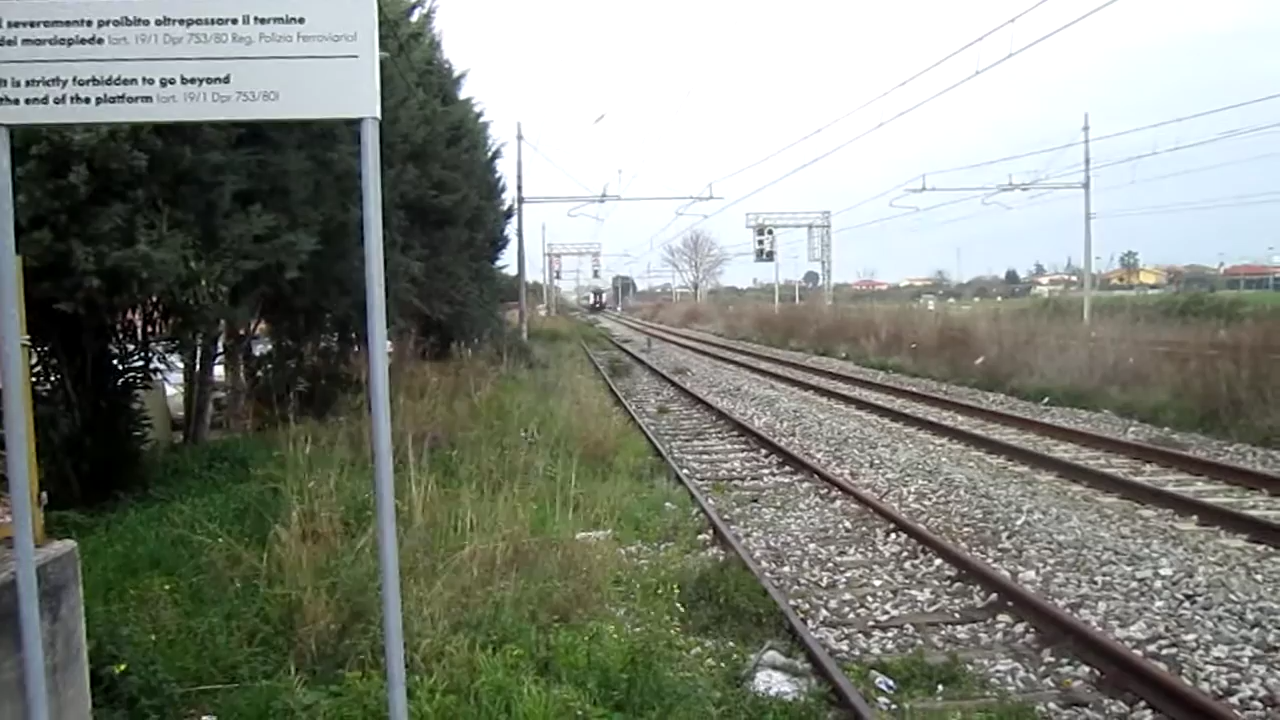 severamente proibito oltrepassare il termine
del marciapiede (art. 19/1 Dpr 753/80 Reg. Polizia Ferroviaria)
It is strictly forbidden to go beyond
the end of the platform (art. 19/1 Dpr 753/80)